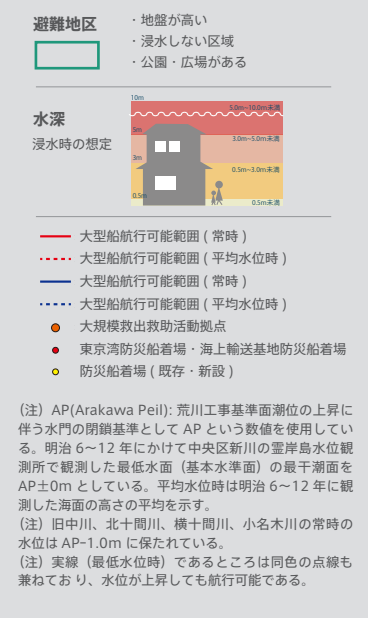 避難地区
・地盤が高い
・浸水しない区域
・公園・広場がある
水深
浸水時の想定
10m
5.0m~10.0m未満
5m
3.0m~5.0m未満
3m
0.5m~3.0m未満
0.5m
0.5m未満
大型船航行可能範囲 ( 常時 )
大型船航行可能範囲 ( 平均水位時 )
大型船航行可能範囲 ( 常時 )
大型船航行可能範囲 ( 平均水位時 )
大規模救出救助活動拠点
東京湾防災船着場・海上輸送基地防災船着場
防災船着場 ( 既存・新設 )
（注）AP(Arakawa Peil): 荒川工事基準面潮位の上昇に
伴う水門の閉鎖基準として AP という数値を使用してい
る。明治 6〜12 年にかけて中央区新川の霊岸島水位観
測所で観測した最低水面（基本水準面）の最干潮面を
AP±0m としている。平均水位時は明治 6〜12 年に観
測した海面の高さの平均を示す。
（注）旧中川、北十間川、横十間川、小名木川の常時の
水位は AP-1.0m に保たれている。
（注）実線（最低水位時）であるところは同色の点線も
兼ねており、水位が上昇しても航行可能である。